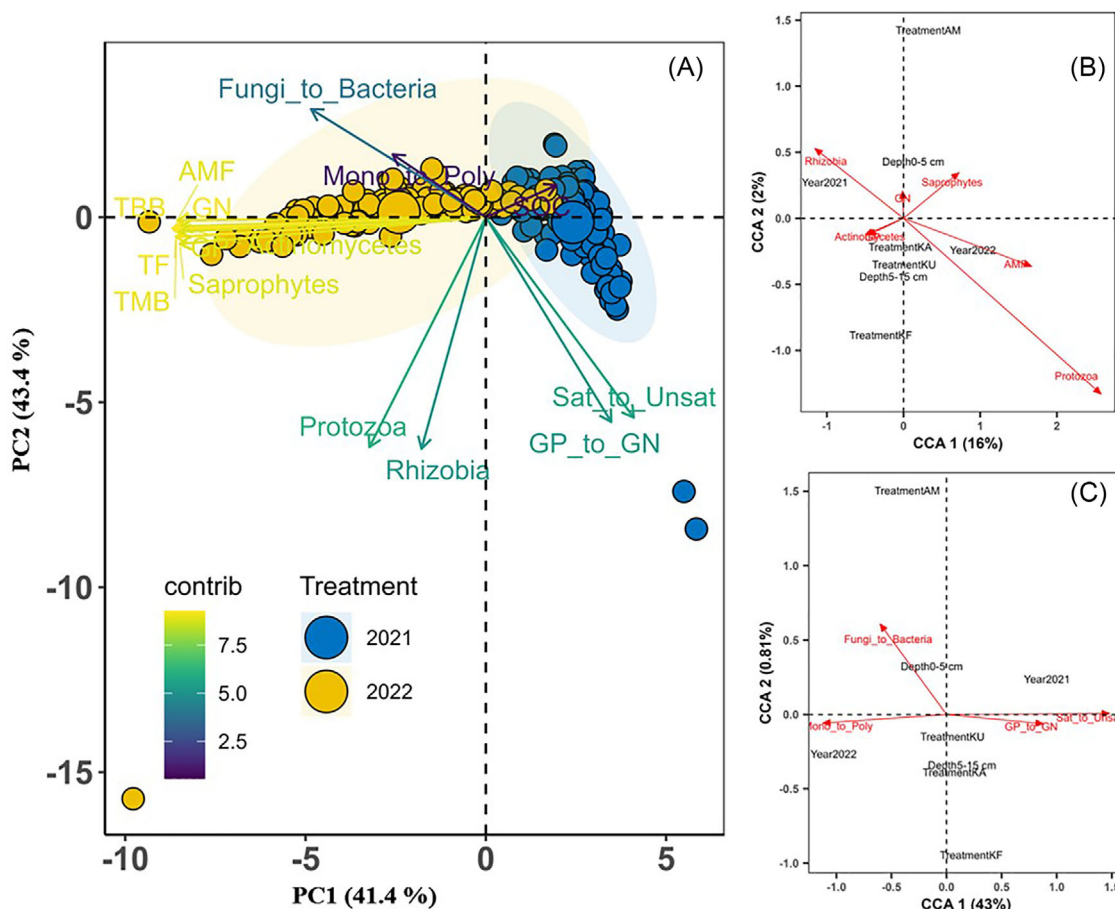 (A)
Fungi_to_Bacteria
Mono_to_Poly
AMF
TBB
GN
TF
Saprophytes
TMB
Protozoa
Rhizobia
Sat_to_Unsat
GP_to_GN
0
-5
-10
-15
PC2 (43.4 %)
contrib
7.5
5.0
2.5
Treatment
2021
2022
-10
-5
0
5
PC1 (41.4 %)
(B)
TreatmentAM
1.5
1.0
0.5
0.0
-0.5
-1.0
CCA 2 (2%)
Rhizobia
Depth0-5 cm
Year2021
Saprophytes
GN
Actinomycetes
TreatmentKA
Year2022
TreatmentKU
AMF
Depth5-15 cm
TreatmentKF
Protozoa
-1
0
1
2
CCA 1 (16%)
(C)
TreatmentAM
1.5
1.0
0.5
0.0
-0.5
-1.0
CCA 2 (0.81%)
Fungi_to_Bacteria
Depth0-5 cm
Year2021
Mono_to_Poly
GP_to_GN
Sat_to_Unsa
TreatmentKU
Year2022
Depth5-15 cm
TreatmentKA
TreatmentKF
-1.0
-0.5
0.0
0.5
1.0
1.5
CCA 1 (43%)